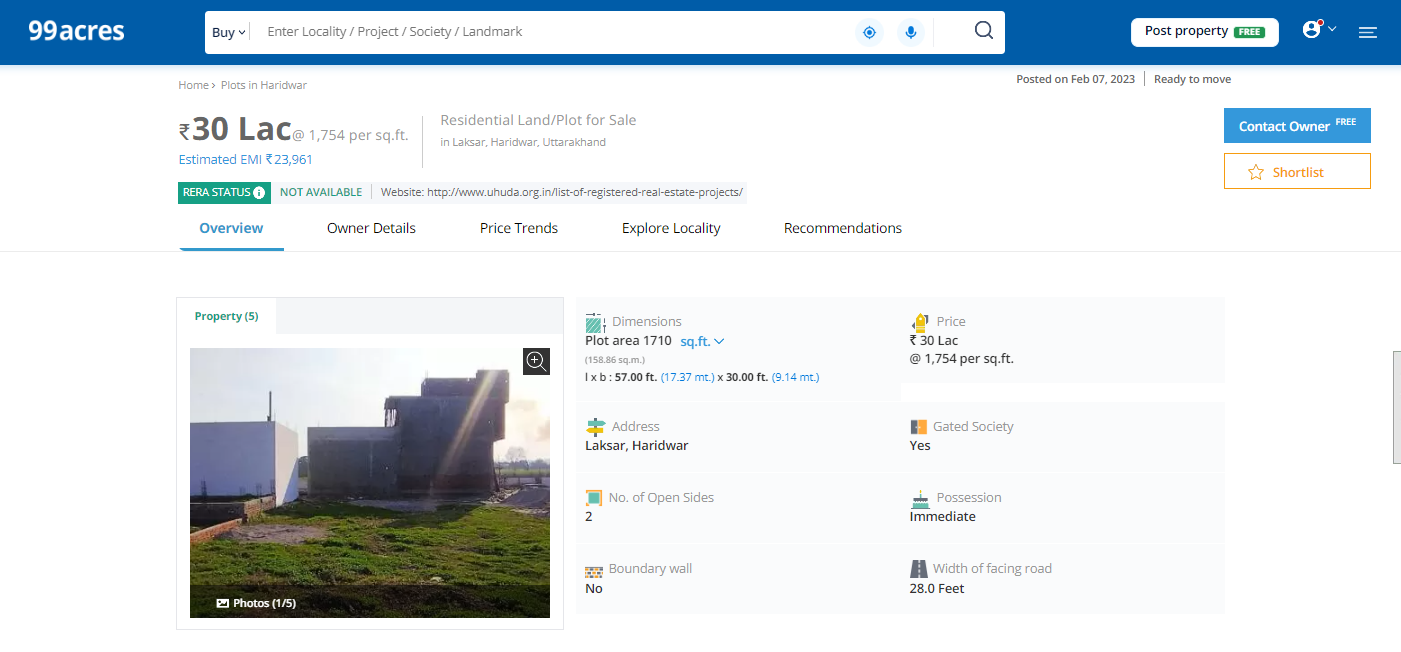 99acres
Buy
Enter Locality / Project / Society / Landmark
Post property FREE
Home › Plots in Haridwar
Posted on Feb 07, 2023 | Ready to move
₹30 Lac @ 1,754 per sq.ft.
Estimated EMI ₹23,961
Residential Land/Plot for Sale
in Laksar, Haridwar, Uttarakhand
Contact Owner FREE
Shortlist
RERA STATUS NOT AVAILABLE | Website: http://www.uhuda.org.in/list-of-registered-real-estate-projects/
Overview Owner Details Price Trends Explore Locality Recommendations
Property (5)
Photos (1/5)
Dimensions
Plot area 1710 sq.ft.
(158.86 sq.m.)
l x b : 57.00 ft. (17.37 mt.) x 30.00 ft. (9.14 mt.)
Price
₹ 30 Lac
@ 1,754 per sq.ft.
Address
Laksar, Haridwar
Gated Society
Yes
No. of Open Sides
2
Possession
Immediate
Boundary wall
No
Width of facing road
28.0 Feet